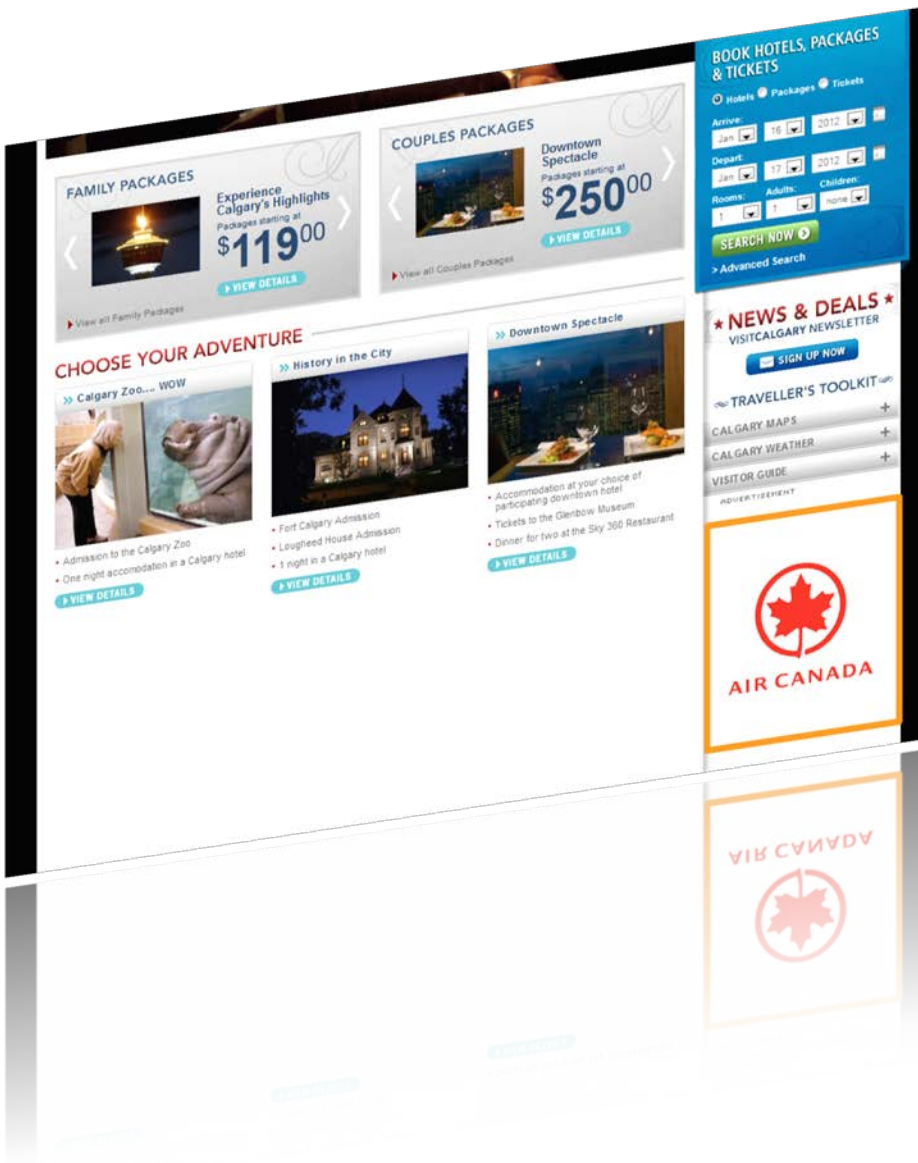 FAMILY PACKAGES
Experience
Calgary's Highlights
Packages starting at
$119 00
VIEW DETAILS
View all Family Packages
COUPLES PACKAGES
Downtown
Spectacle
Packages starting at
$250 00
VIEW DETAILS
View all Couples Packages
CHOOSE YOUR ADVENTURE
Calgary Zoo.... WOW
• Admission to the Calgary Zoo
• One night accomodation in a Calgary hotel
VIEW DETAILS
History in the City
• Fort Calgary Admission
• Lougheed House Admission
• 1 night in a Calgary hotel
VIEW DETAILS
Downtown Spectacle
• Accommodation at your choice of
participating downtown hotel
• Tickets to the Glenbow Museum
• Dinner for two at the Sky 360 Restaurant
VIEW DETAILS
BOOK HOTELS, PACKAGES
& TICKETS
Hotels Packages Tickets
Arrive:
Jan 16 2012
Depart:
Jan 17 2012
Rooms: Adults: Children:
1 1 none
SEARCH NOW
> Advanced Search
NEWS & DEALS
VISITCALGARY NEWSLETTER
SIGN UP NOW
TRAVELLER'S TOOLKIT
CALGARY MAPS +
CALGARY WEATHER +
VISITOR GUIDE +
ADVERTISEMENT
AIR CANADA